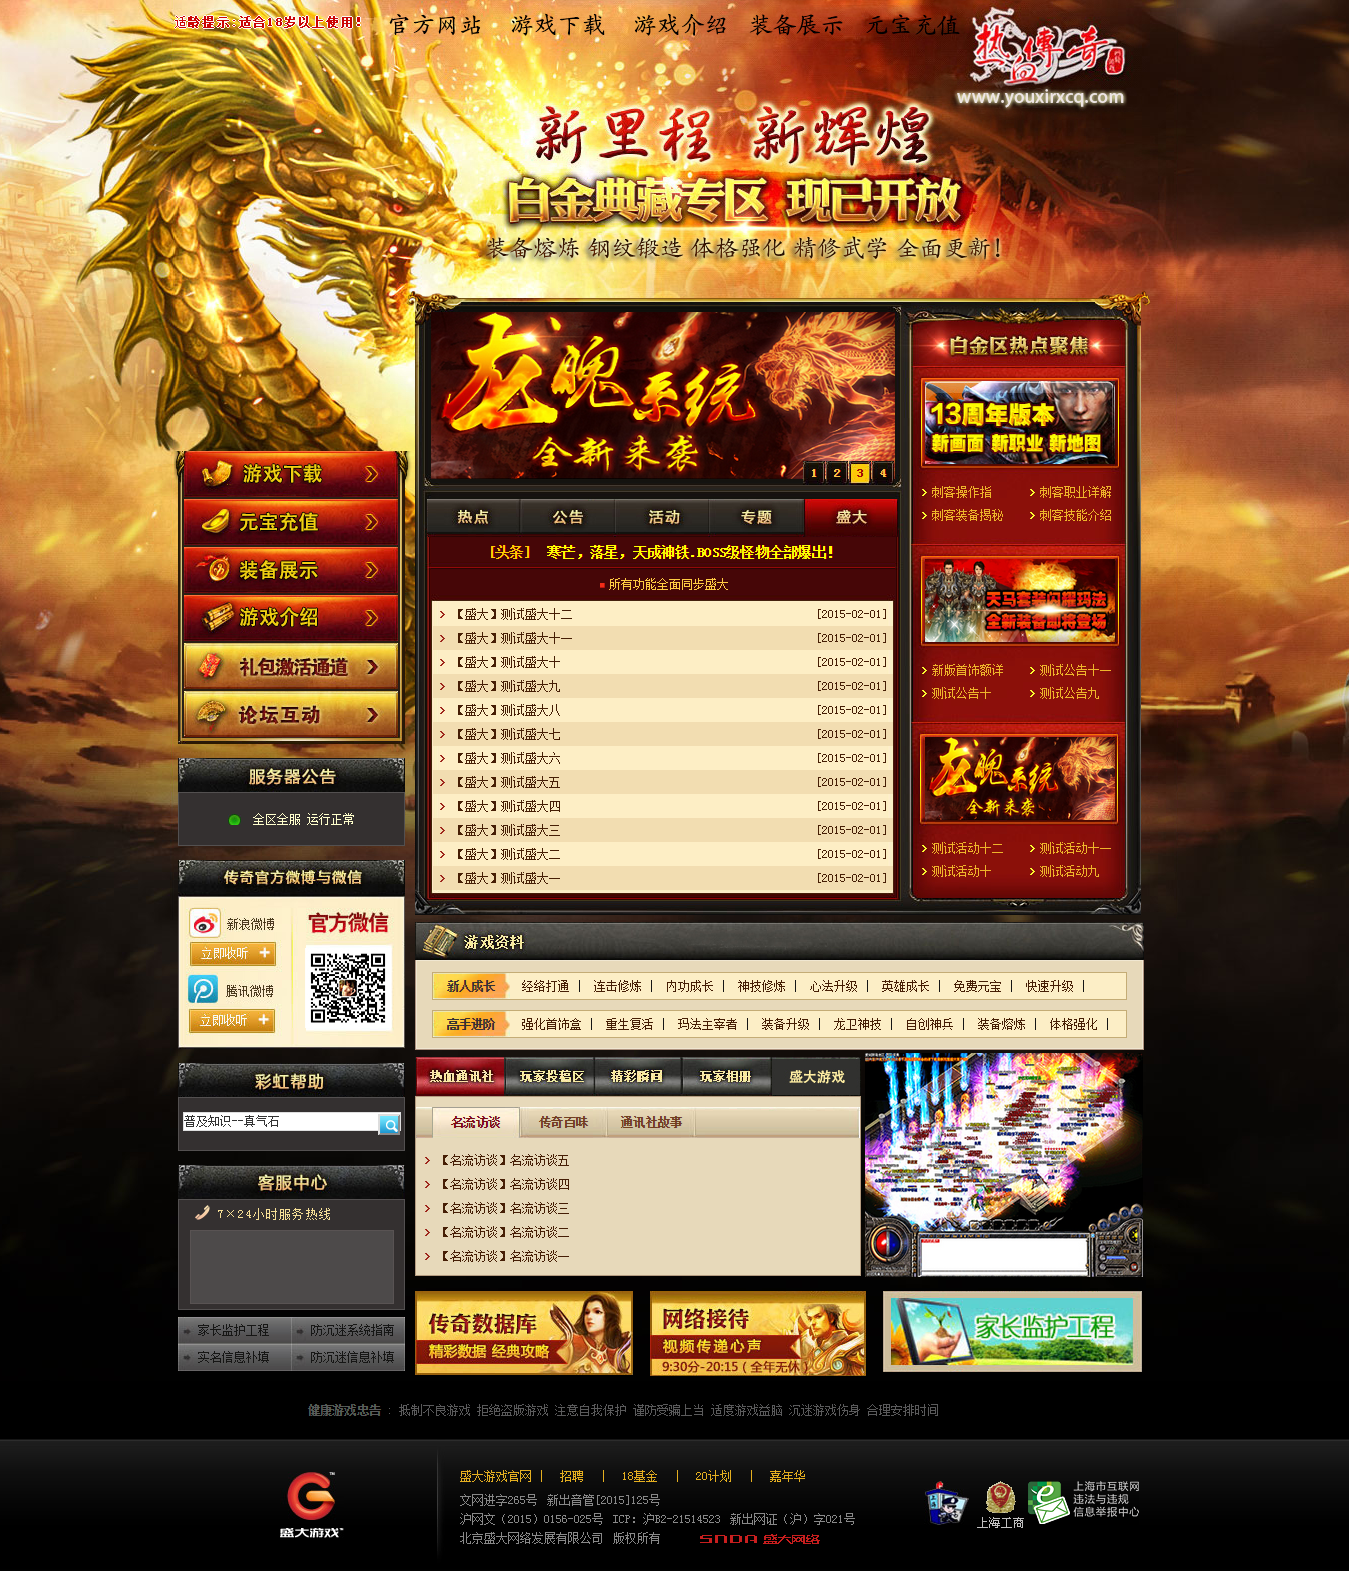 适龄提示:适合18岁以上使用!
官方网站 游戏下载 游戏介绍 装备展示 元宝充值
热血傳奇
www.youxirxcq.com
新里程 新辉煌
白金典藏专区 现已开放
装备熔炼 钢纹锻造 体格强化 精修武学 全面更新!
龙魄系统
全新来袭
1 2 3 4
白金区热点聚焦
13周年版本
新画面 新职业 新地图
刺客操作指 刺客职业详解
刺客装备揭秘 刺客技能介绍
天马套装闪耀玛法
全新装备即将登场
新版首饰额详 测试公告十一
测试公告十 测试公告九
龙魄系统
全新来袭
测试活动十二 测试活动十一
测试活动十 测试活动九
游戏下载
元宝充值
装备展示
游戏介绍
礼包激活通道
论坛互动
热点 公告 活动 专题 盛大
[头条] 寒芒，落星，天成神铁.BOSS级怪物全部爆出!
所有功能全面同步盛大
【盛大】测试盛大十二 [2015-02-01]
【盛大】测试盛大十一 [2015-02-01]
【盛大】测试盛大十 [2015-02-01]
【盛大】测试盛大九 [2015-02-01]
【盛大】测试盛大八 [2015-02-01]
【盛大】测试盛大七 [2015-02-01]
【盛大】测试盛大六 [2015-02-01]
【盛大】测试盛大五 [2015-02-01]
【盛大】测试盛大四 [2015-02-01]
【盛大】测试盛大三 [2015-02-01]
【盛大】测试盛大二 [2015-02-01]
【盛大】测试盛大一 [2015-02-01]
服务器公告
全区全服 运行正常
传奇官方微博与微信
新浪微博
立即收听 +
腾讯微博
立即收听 +
官方微信
彩虹帮助
普及知识--真气石
客服中心
7×24小时服务热线
家长监护工程 防沉迷系统指南
实名信息补填 防沉迷信息补填
游戏资料
新人成长 经络打通 | 连击修炼 | 内功成长 | 神技修炼 | 心法升级 | 英雄成长 | 免费元宝 | 快速升级 |
高手进阶 强化首饰盒 | 重生复活 | 玛法主宰者 | 装备升级 | 龙卫神技 | 自创神兵 | 装备熔炼 | 体格强化 |
热血通讯社 玩家投稿区 精彩瞬间 玩家相册 盛大游戏
名流访谈 传奇百味 通讯社故事
【名流访谈】名流访谈五
【名流访谈】名流访谈四
【名流访谈】名流访谈三
【名流访谈】名流访谈二
【名流访谈】名流访谈一
传奇数据库
精彩数据 经典攻略
网络接待
视频传递心声
9:30分-20:15（全年无休）
家长监护工程
健康游戏忠告 : 抵制不良游戏 拒绝盗版游戏 注意自我保护 谨防受骗上当 适度游戏益脑 沉迷游戏伤身 合理安排时间
盛大游戏™
盛大游戏官网 | 招聘 | 18基金 | 20计划 | 嘉年华
文网进字265号 新出音管[2015]125号
沪网文（2015）0156-025号 ICP: 沪B2-21514523 新出网证（沪）字021号
北京盛大网络发展有限公司 版权所有 SNDA 盛大网络
上海工商
上海市互联网
违法与违规
信息举报中心